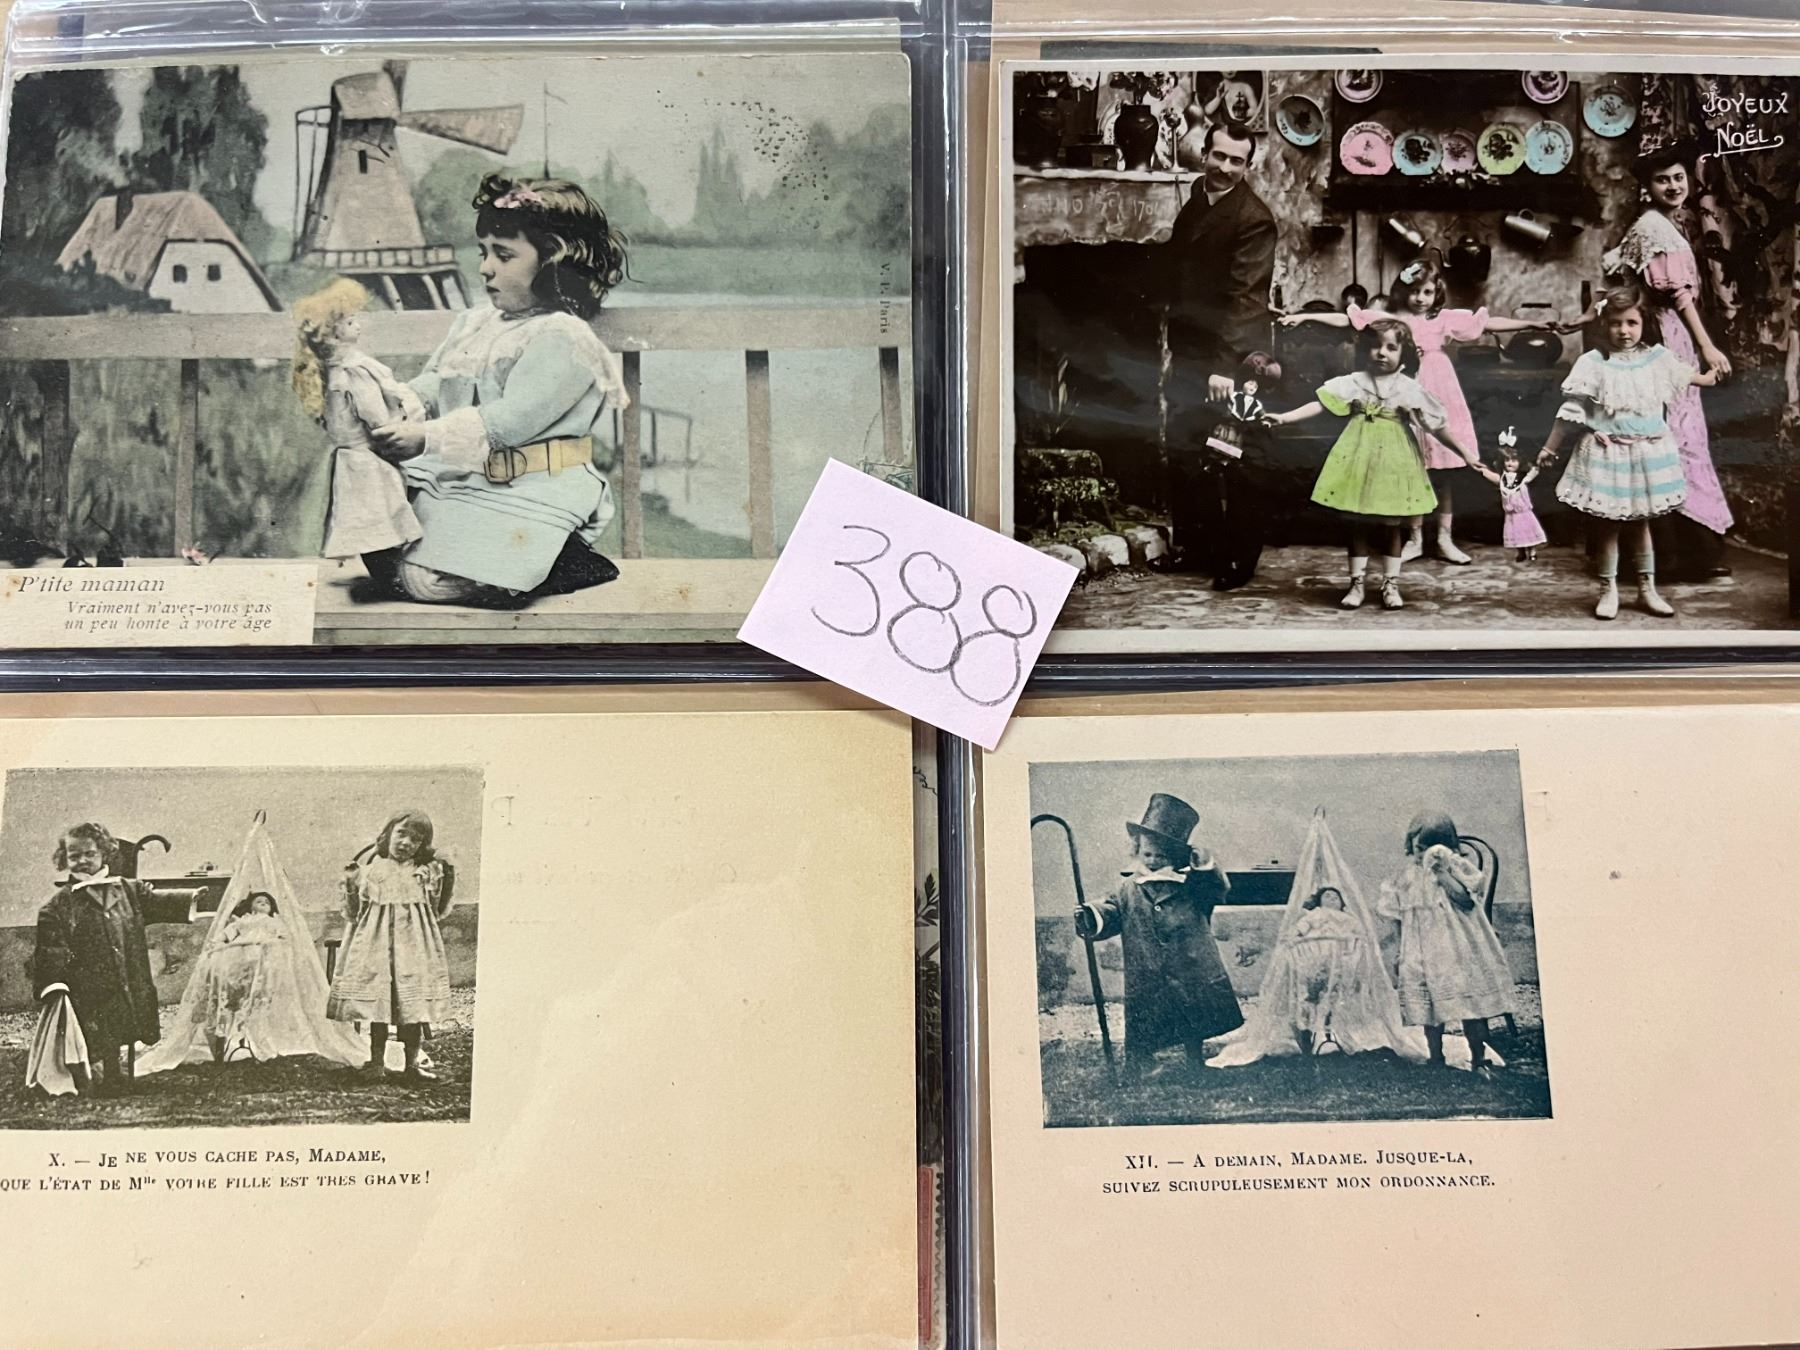 P'tite maman
Vraiment n'avez-vous pas
un peu honte à votre âge
V. P. Paris
JOYEUX
NOËL
388
X. — JE NE VOUS CACHE PAS, MADAME,
QUE L'ÉTAT DE Mlle VOTRE FILLE EST TRES GRAVE !
XII. — A DEMAIN, MADAME. JUSQUE-LA,
SUIVEZ SCRUPULEUSEMENT MON ORDONNANCE.